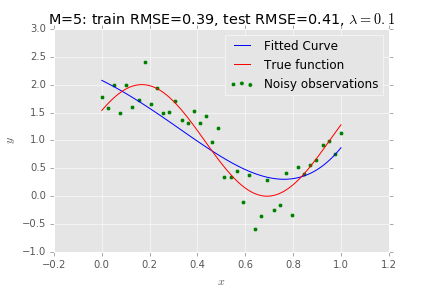 M=5: train RMSE=0.39, test RMSE=0.41, λ=0.1
3.0
2.5
2.0
1.5
1.0
0.5
0.0
−0.5
−1.0
y
Fitted Curve
True function
Noisy observations
−0.2 0.0 0.2 0.4 0.6 0.8 1.0 1.2
x